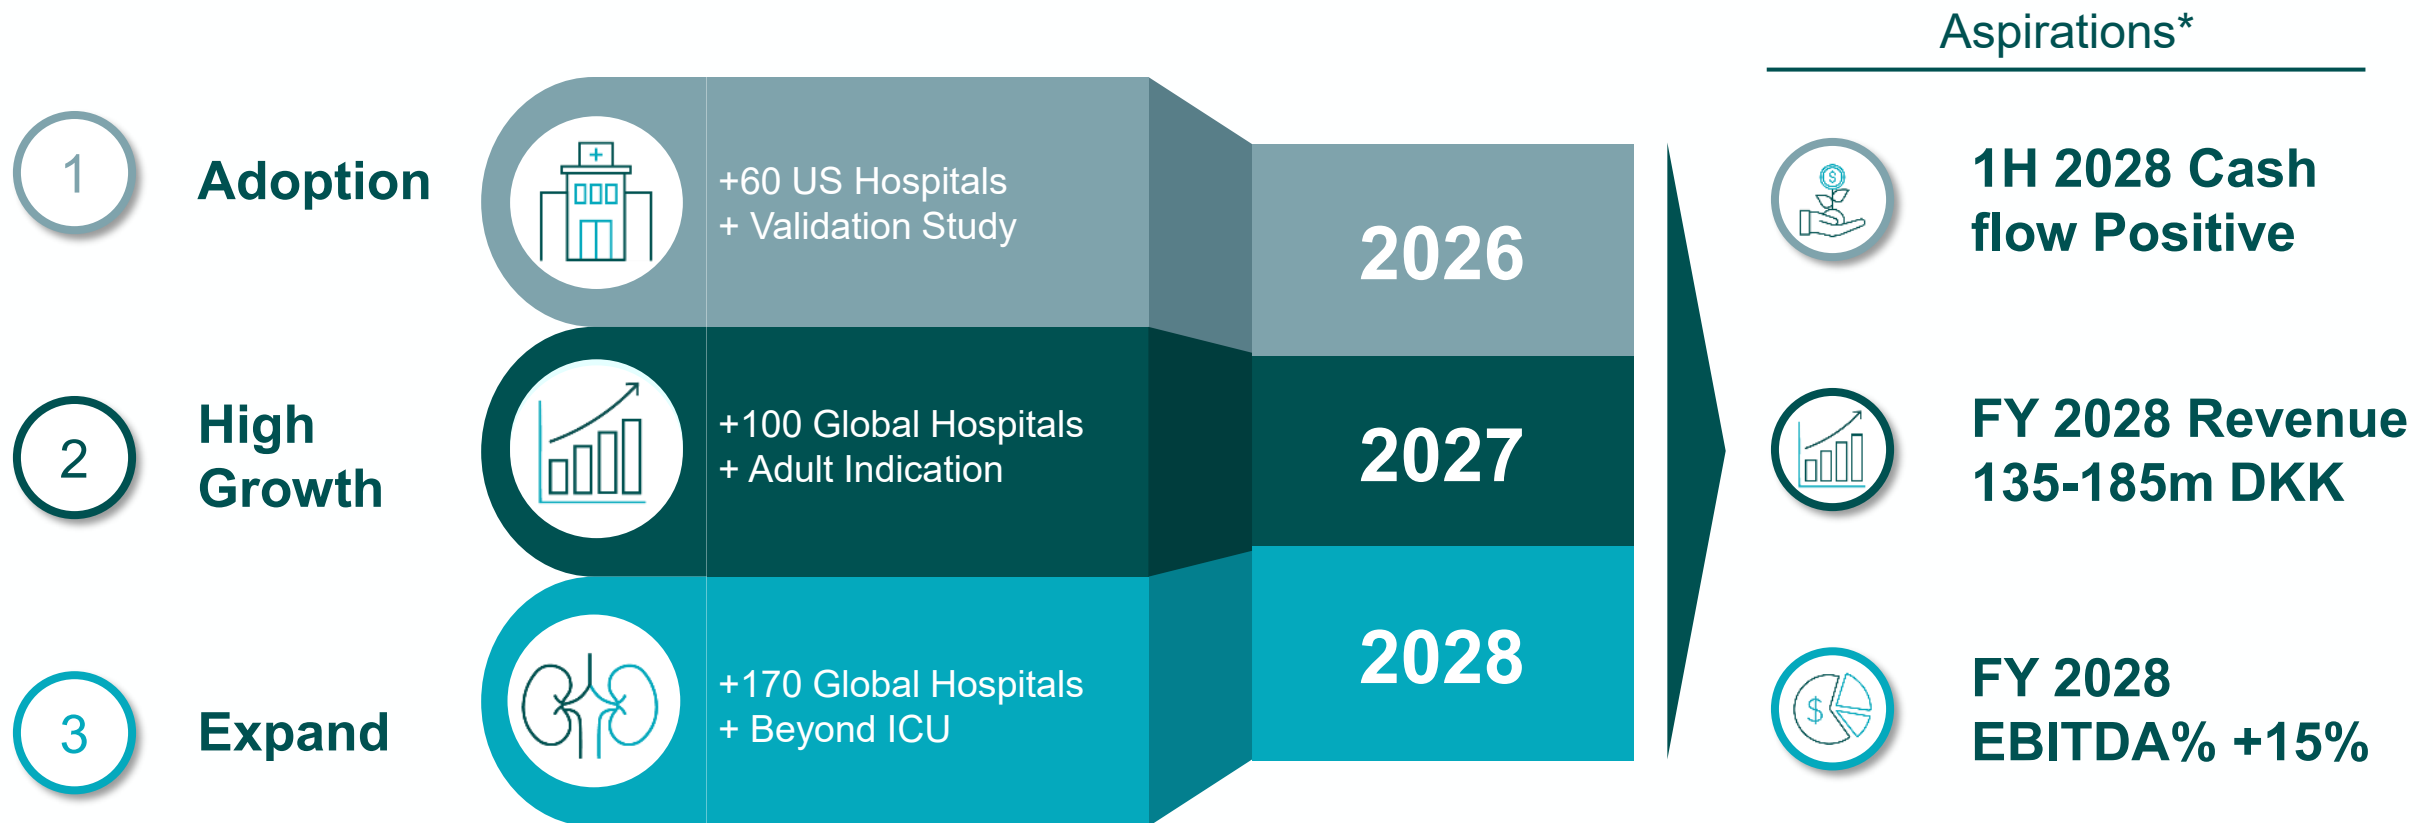 Aspirations*
1
Adoption
+60 US Hospitals
+ Validation Study
2026
1H 2028 Cash
flow Positive
2
High
Growth
+100 Global Hospitals
+ Adult Indication
2027
FY 2028 Revenue
135-185m DKK
3
Expand
+170 Global Hospitals
+ Beyond ICU
2028
FY 2028
EBITDA% +15%
$
$